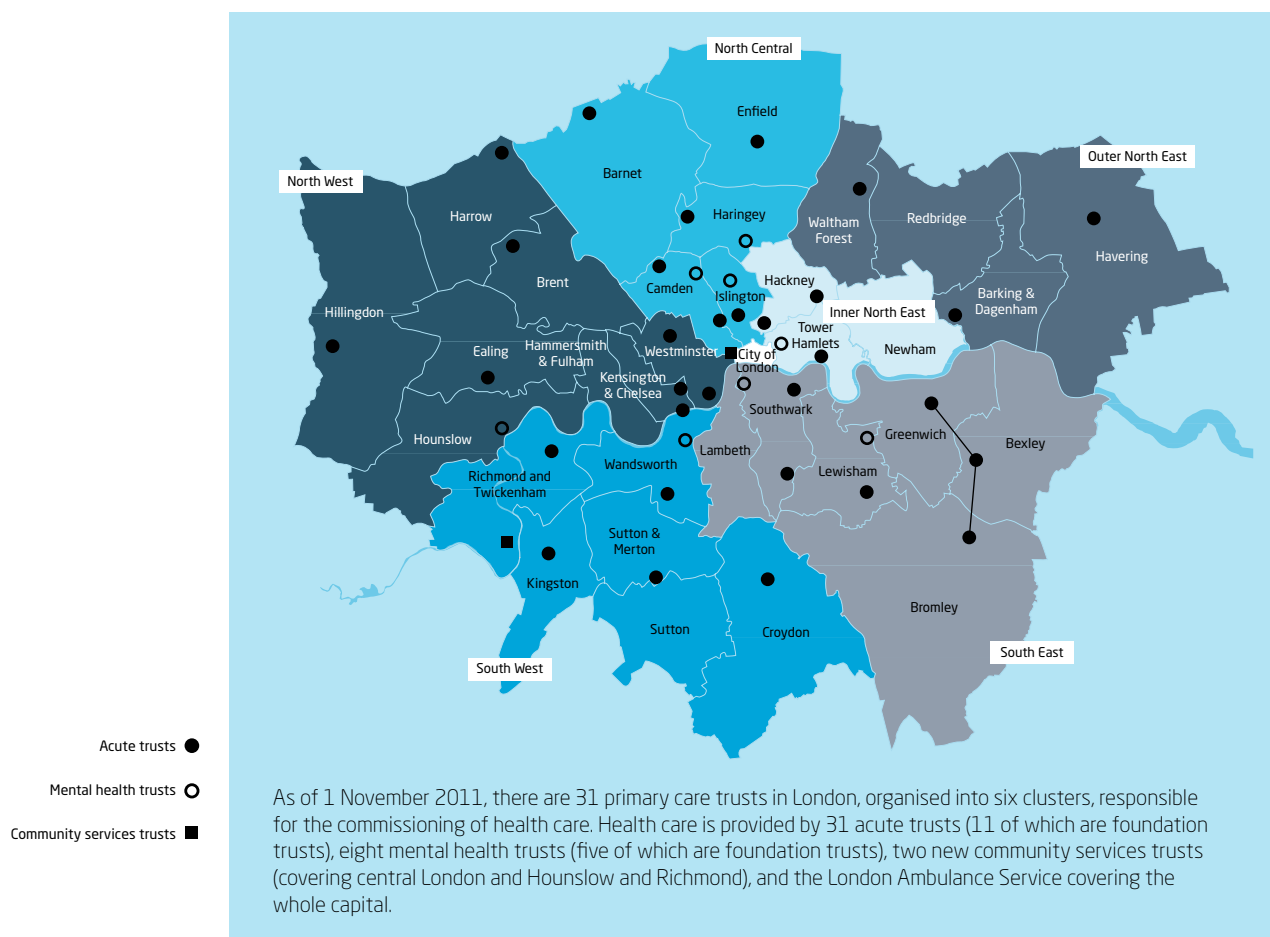 North Central
Enfield
Outer North East
Barnet
North West
Harrow
Haringey
Waltham
Forest
Redbridge
Havering
Brent
Camden
Hackney
Islington
Barking &
Dagenham
Hillingdon
Inner North East
Tower
Hamlets
Ealing
Hammersmith
& Fulham
Westminster
City of
London
Newham
Kensington
& Chelsea
Southwark
Hounslow
Greenwich
Bexley
Lambeth
Wandsworth
Lewisham
Richmond and
Twickenham
Sutton &
Merton
Kingston
Bromley
Sutton
Croydon
South East
South West
Acute trusts
Mental health trusts
Community services trusts
As of 1 November 2011, there are 31 primary care trusts in London, organised into six clusters, responsible
for the commissioning of health care. Health care is provided by 31 acute trusts (11 of which are foundation
trusts), eight mental health trusts (five of which are foundation trusts), two new community services trusts
(covering central London and Hounslow and Richmond), and the London Ambulance Service covering the
whole capital.